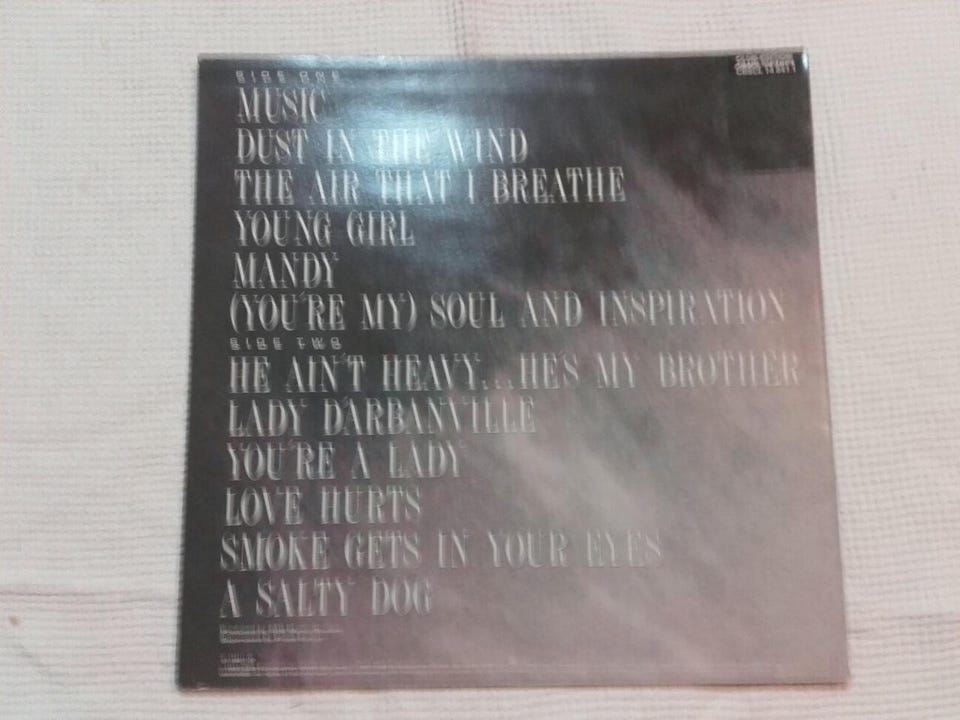 SIDE ONE
MUSIC
DUST IN THE WIND
THE AIR THAT I BREATHE
YOUNG GIRL
MANDY
(YOU'RE MY) SOUL AND INSPIRATION
SIDE TWO
HE AIN'T HEAVY...HE'S MY BROTHER
LADY D'ARBANVILLE
YOU'RE A LADY
LOVE HURTS
SMOKE GETS IN YOUR EYES
A SALTY DOG